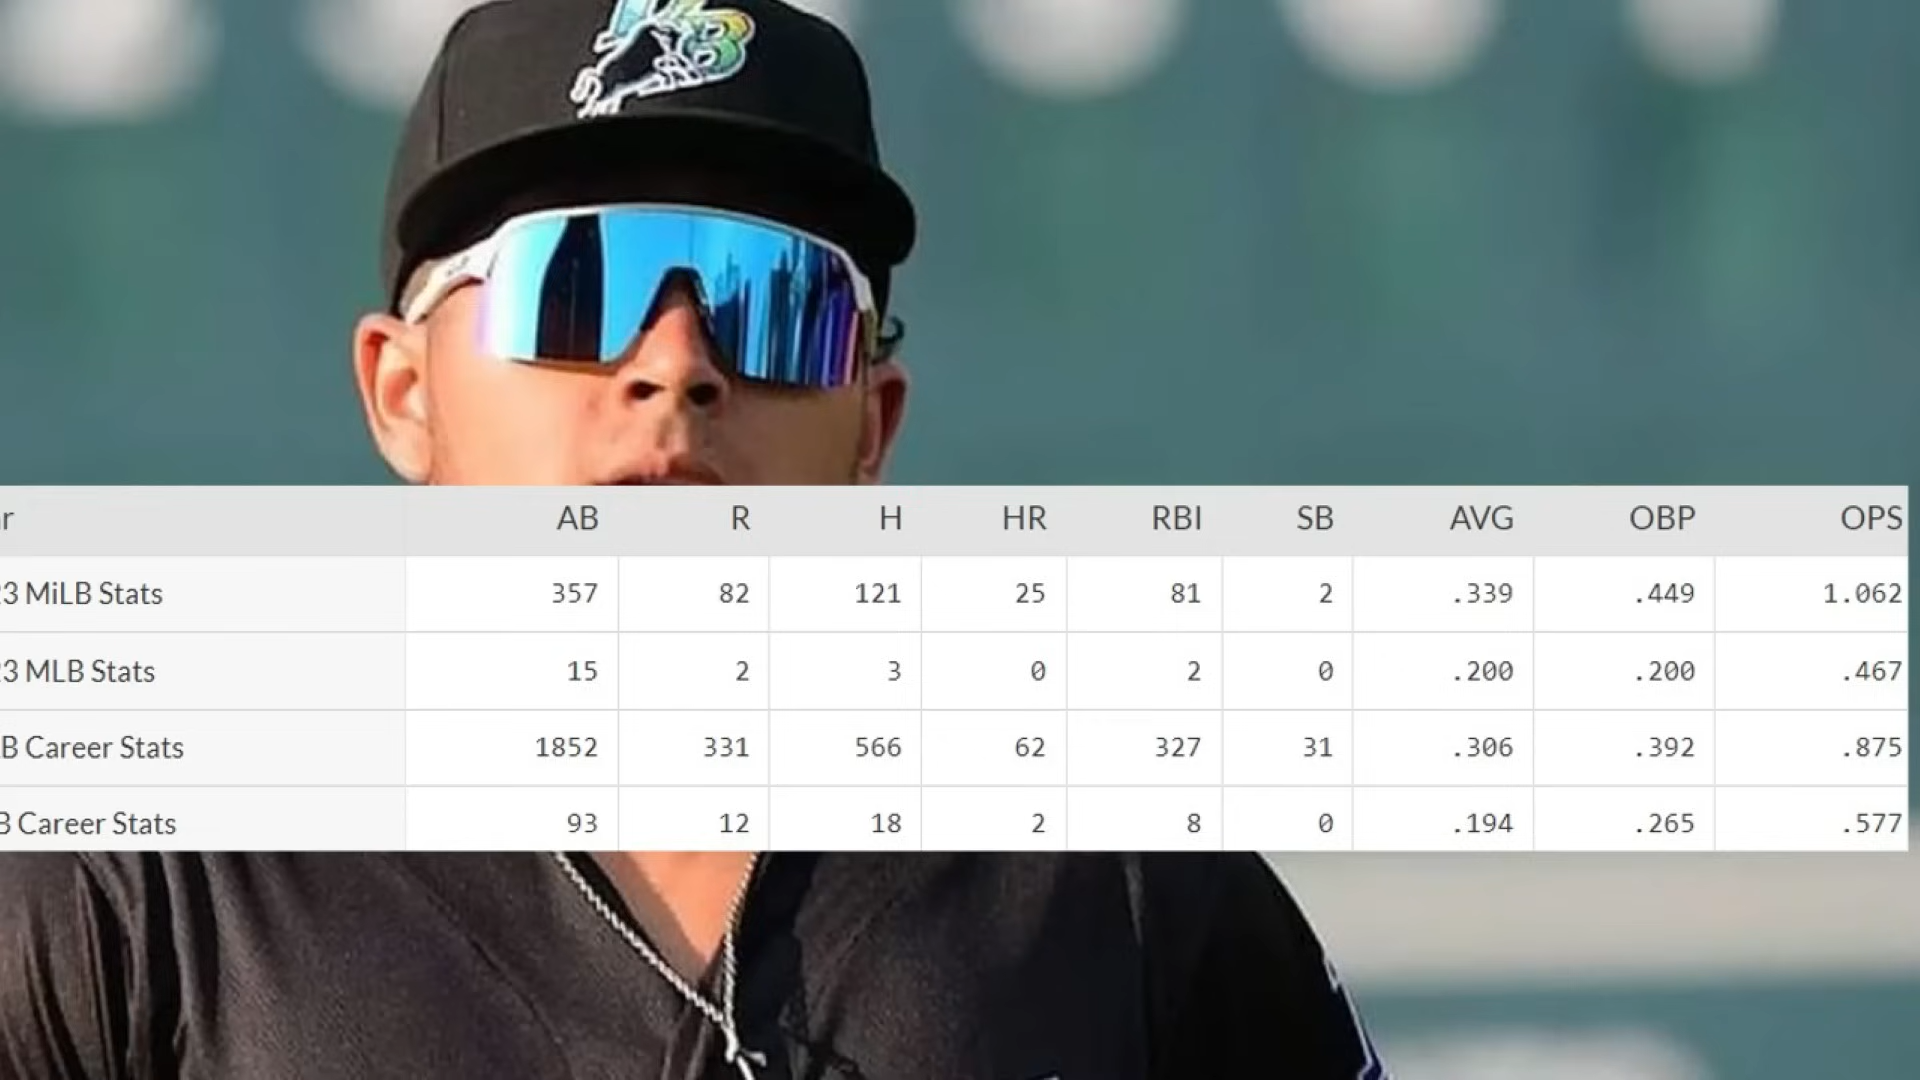 r AB R H HR RBI SB AVG OBP OPS
23 MiLB Stats 357 82 121 25 81 2 .339 .449 1.062
23 MLB Stats 15 2 3 0 2 0 .200 .200 .467
B Career Stats 1852 331 566 62 327 31 .306 .392 .875
B Career Stats 93 12 18 2 8 0 .194 .265 .577